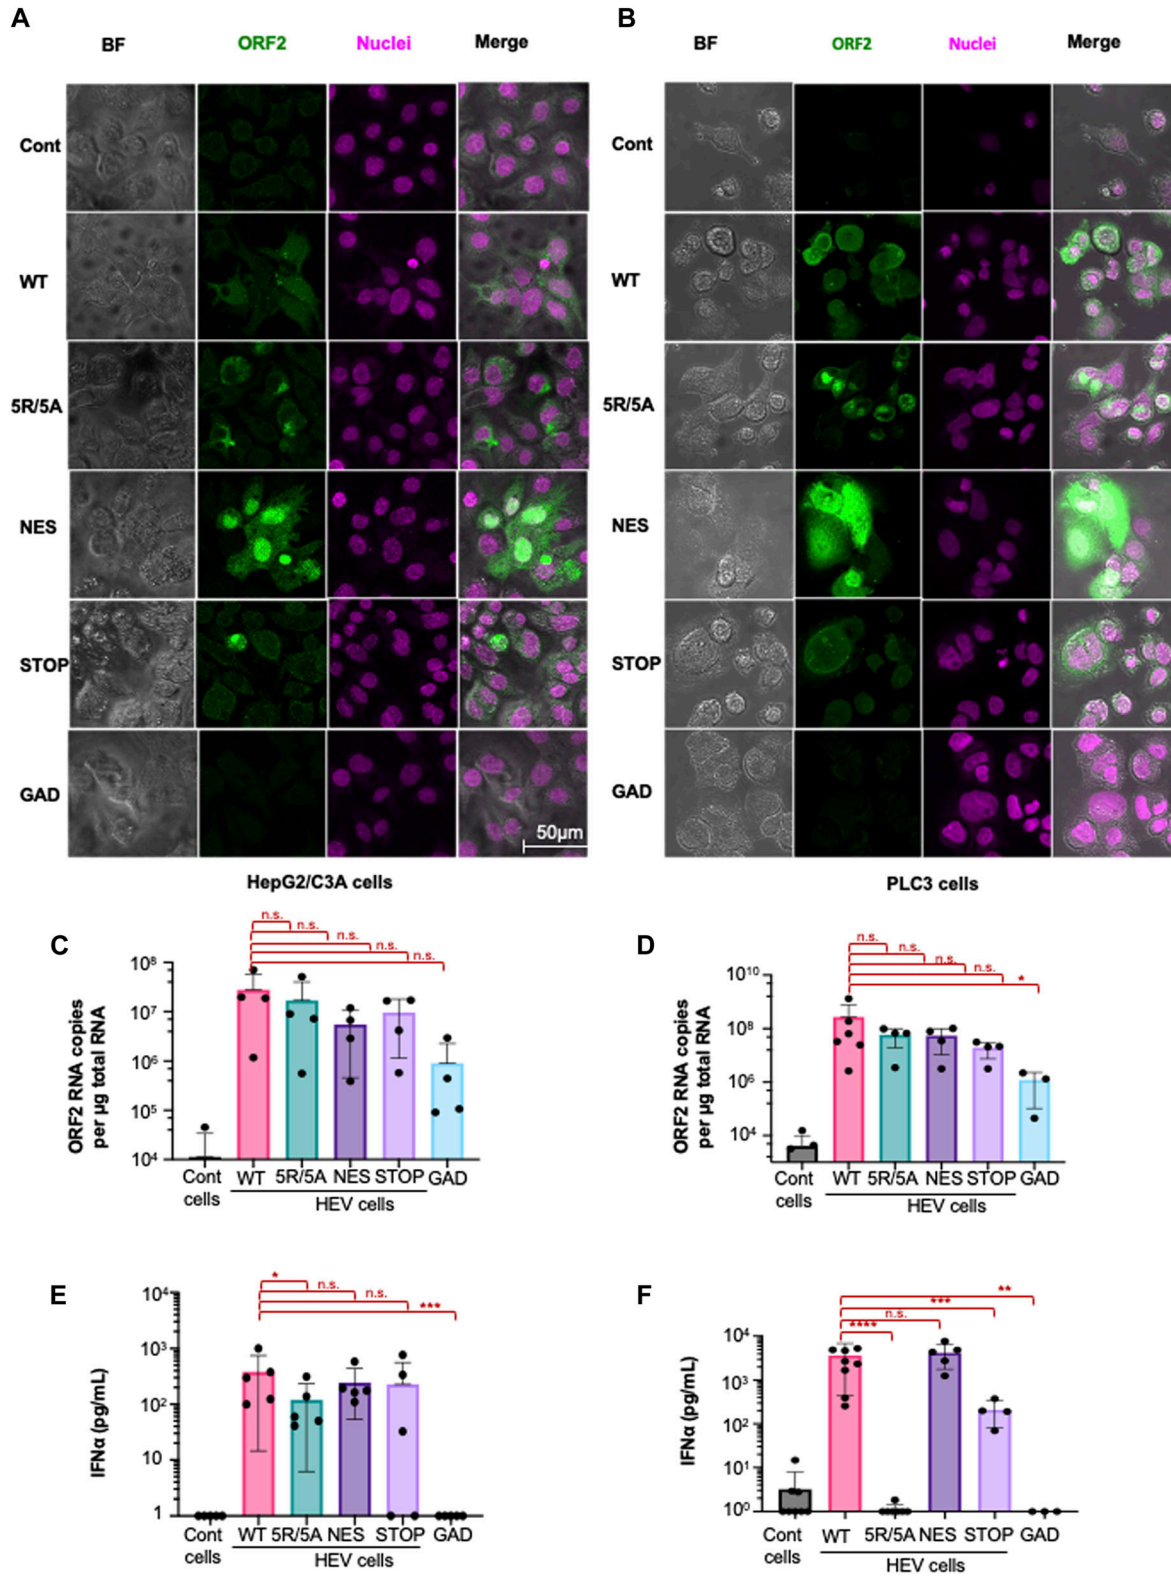 A
BF ORF2 Nuclei Merge
Cont
WT
5R/5A
NES
STOP
GAD
50µm
HepG2/C3A cells
B
BF ORF2 Nuclei Merge
Cont
WT
5R/5A
NES
STOP
GAD
PLC3 cells
C
n.s.
n.s.
n.s.
n.s.
n.s.
ORF2 RNA copies
per µg total RNA
10⁸
10⁷
10⁶
10⁵
10⁴
Cont
cells
WT 5R/5A NES STOP GAD
HEV cells
D
n.s.
n.s.
n.s.
n.s.
*
ORF2 RNA copies
per µg total RNA
10¹⁰
10⁸
10⁶
10⁴
Cont
cells
WT 5R/5A NES STOP GAD
HEV cells
E
*
n.s.
n.s.
***
IFNα (pg/mL)
10⁴
10³
10²
10
1
Cont
cells
WT 5R/5A NES STOP GAD
HEV cells
F
**
***
n.s.
****
IFNα (pg/mL)
10⁴
10³
10²
10¹
10⁰
Cont
cells
WT 5R/5A NES STOP GAD
HEV cells